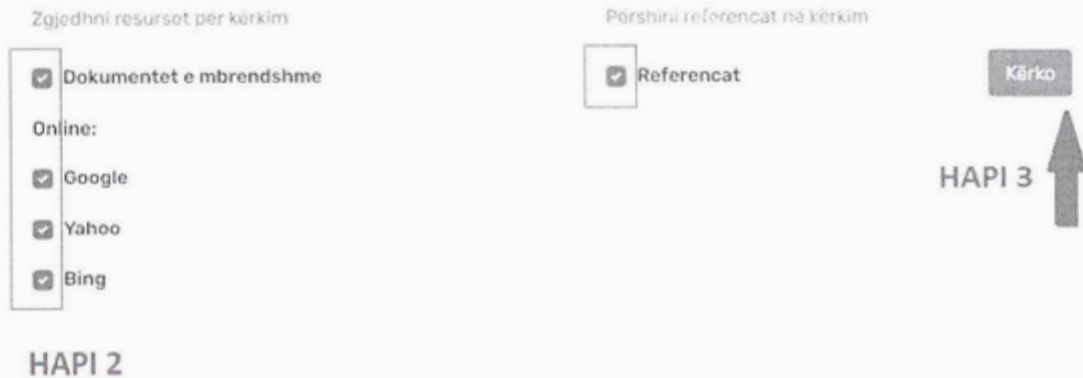 Zgjedhni resurset për kërkim
Dokumentet e mbrendshme
Online:
Google
Yahoo
Bing
HAPI 2
Përshini referencat në kërkim
Referencat
Kërko
HAPI 3